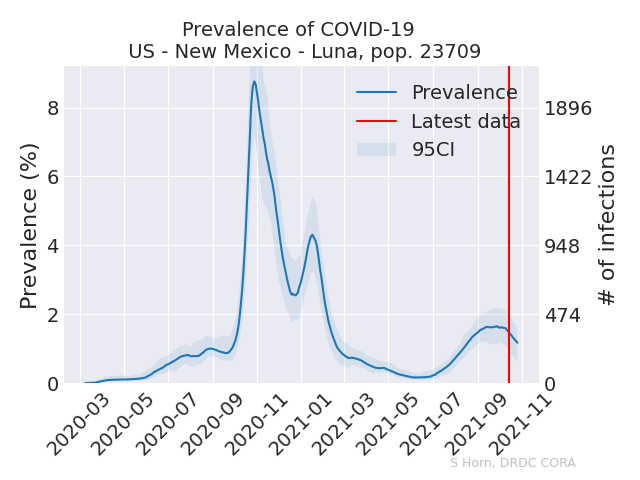 Prevalence of COVID-19
US - New Mexico - Luna, pop. 23709
Prevalence
Latest data
95CI
Prevalence (%)
8
6
4
2
0
1896
1422
948
474
0
# of infections
2020-03
2020-05
2020-07
2020-09
2020-11
2021-01
2021-03
2021-05
2021-07
2021-09
2021-11
S Horn, DRDC CORA